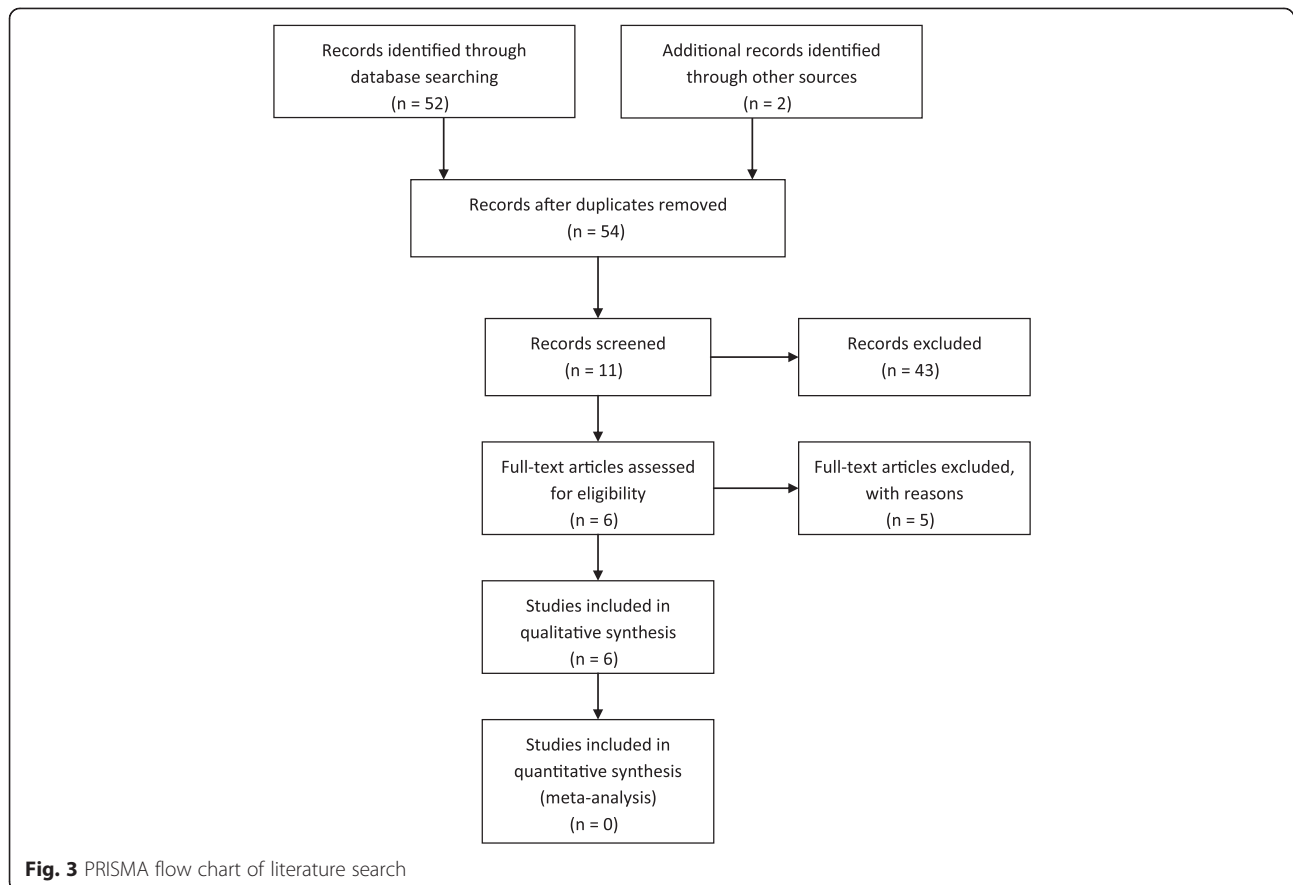 Records identified through
database searching
(n = 52)
Additional records identified
through other sources
(n = 2)
Records after duplicates removed
(n = 54)
Records screened
(n = 11)
Records excluded
(n = 43)
Full-text articles assessed
for eligibility
(n = 6)
Full-text articles excluded,
with reasons
(n = 5)
Studies included in
qualitative synthesis
(n = 6)
Studies included in
quantitative synthesis
(meta-analysis)
(n = 0)
Fig. 3 PRISMA flow chart of literature search